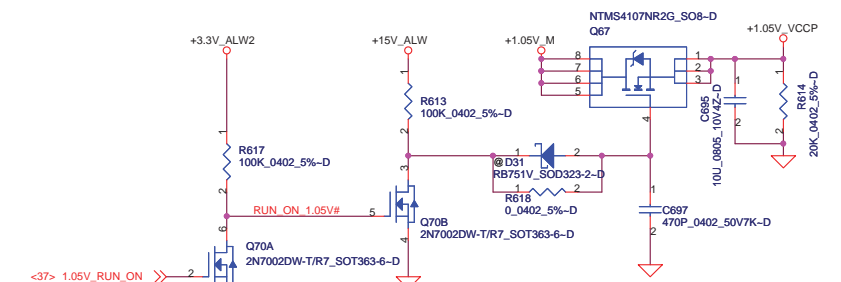 NTMS4107NR2G_SO8~D
Q67
+3.3V_ALW2
+15V_ALW
+1.05V_M
+1.05V_VCCP
8
7
6
5
1
2
3
4
1
2
C695
10U_0805_10V4Z~D
1
2
R614
20K_0402_5%~D
1
2
R613
100K_0402_5%~D
1
2
R617
100K_0402_5%~D
1
2
@ D31
RB751V_SOD323-2~D
1
2
R618
0_0402_5%~D
1
2
C697
470P_0402_50V7K~D
RUN_ON_1.05V#
3
5
4
Q70B
2N7002DW-T/R7_SOT363-6~D
6
2
Q70A
2N7002DW-T/R7_SOT363-6~D
<37> 1.05V_RUN_ON